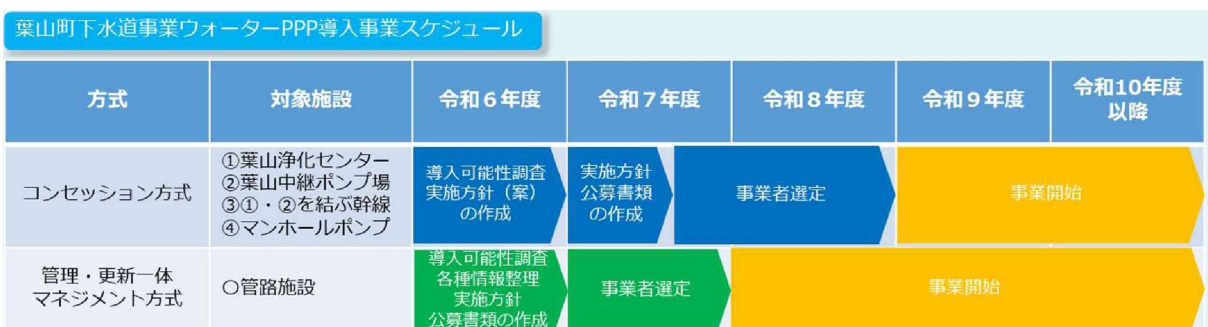 葉山町下水道事業ウォーターPPP導入事業スケジュール
方式
対象施設
令和6年度
令和7年度
令和8年度
令和9年度
令和10年度
以降
コンセッション方式
①葉山浄化センター
②葉山中継ポンプ場
③①・②を結ぶ幹線
④マンホールポンプ
導入可能性調査
実施方針(案)
の作成
実施方針
公募書類
の作成
事業者選定
事業開始
管理・更新一体
マネジメント方式
〇管路施設
導入可能性調査
各種情報整理
実施方針
公募書類の作成
事業者選定
事業開始